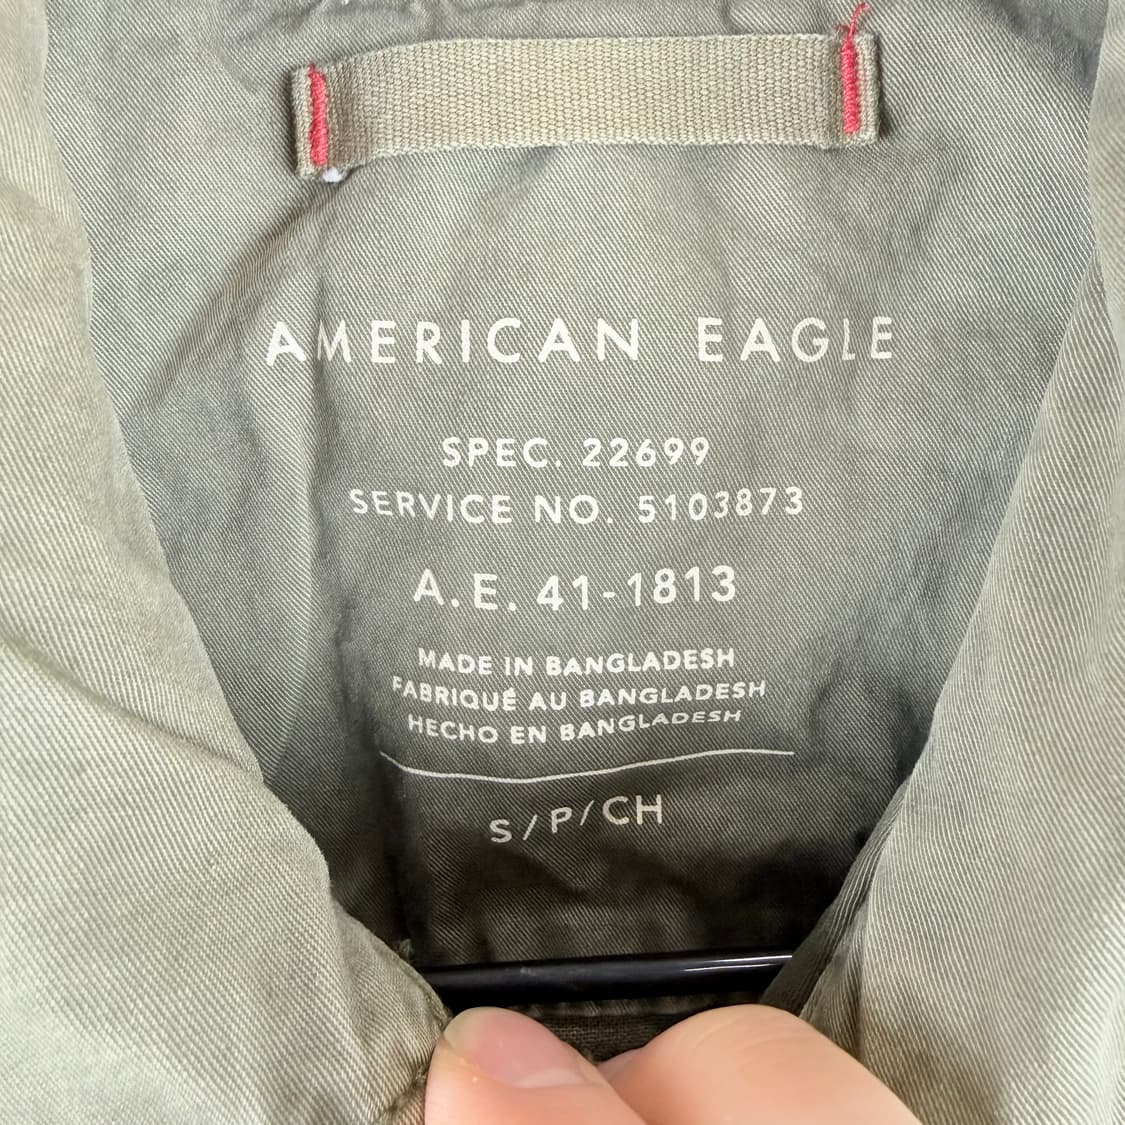 AMERICAN EAGLE
SPEC. 22699
SERVICE NO. 5103873
A.E. 41-1813
MADE IN BANGLADESH
FABRIQUÉ AU BANGLADESH
HECHO EN BANGLADESH
S/P/CH